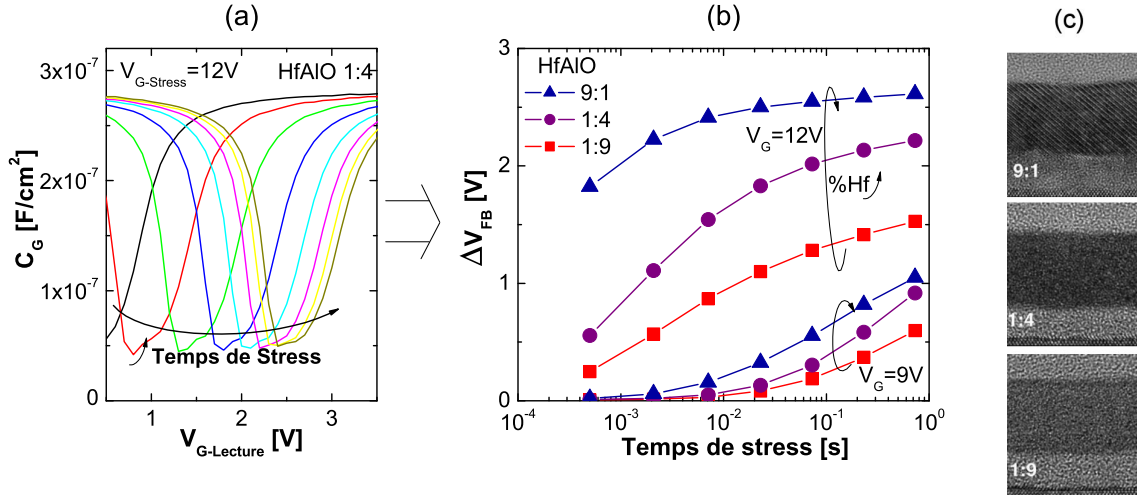 (a)
V_G-Stress=12V HfAlO 1:4
3x10^-7
2x10^-7
1x10^-7
0
C_G [F/cm²]
Temps de Stress
1 2 3
V_G-Lecture [V]
(b)
HfAlO
9:1
1:4
1:9
V_G=12V
%Hf
V_G=9V
3
2
1
0
ΔV_FB [V]
10^-4 10^-3 10^-2 10^-1 10^0
Temps de stress [s]
(c)
9:1
1:4
1:9